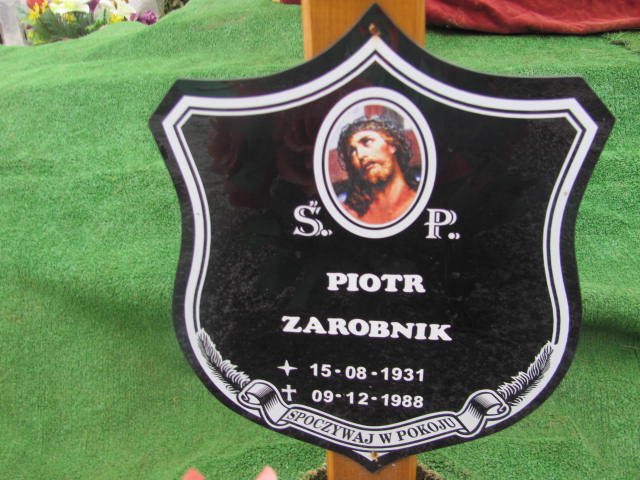 Ś. P.
PIOTR
ZAROBNIK
15-08-1931
09-12-1988
SPOCZYWAJ W POKOJU